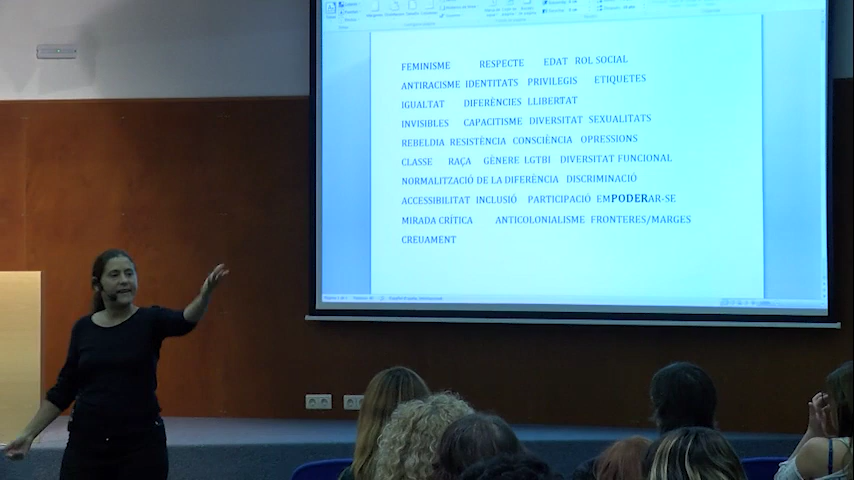 FEMINISME RESPECTE EDAT ROL SOCIAL
ANTIRACISME IDENTITATS PRIVILEGIS ETIQUETES
IGUALTAT DIFERÈNCIES LLIBERTAT
INVISIBLES CAPACITISME DIVERSITAT SEXUALITATS
REBELDIA RESISTÈNCIA CONSCIÈNCIA OPRESSIONS
CLASSE RAÇA GÈNERE LGTBI DIVERSITAT FUNCIONAL
NORMALITZACIÓ DE LA DIFERÈNCIA DISCRIMINACIÓ
ACCESSIBILITAT INCLUSIÓ PARTICIPACIÓ EMPODERAR-SE
MIRADA CRÍTICA ANTICOLONIALISME FRONTERES/MARGES
CREUAMENT